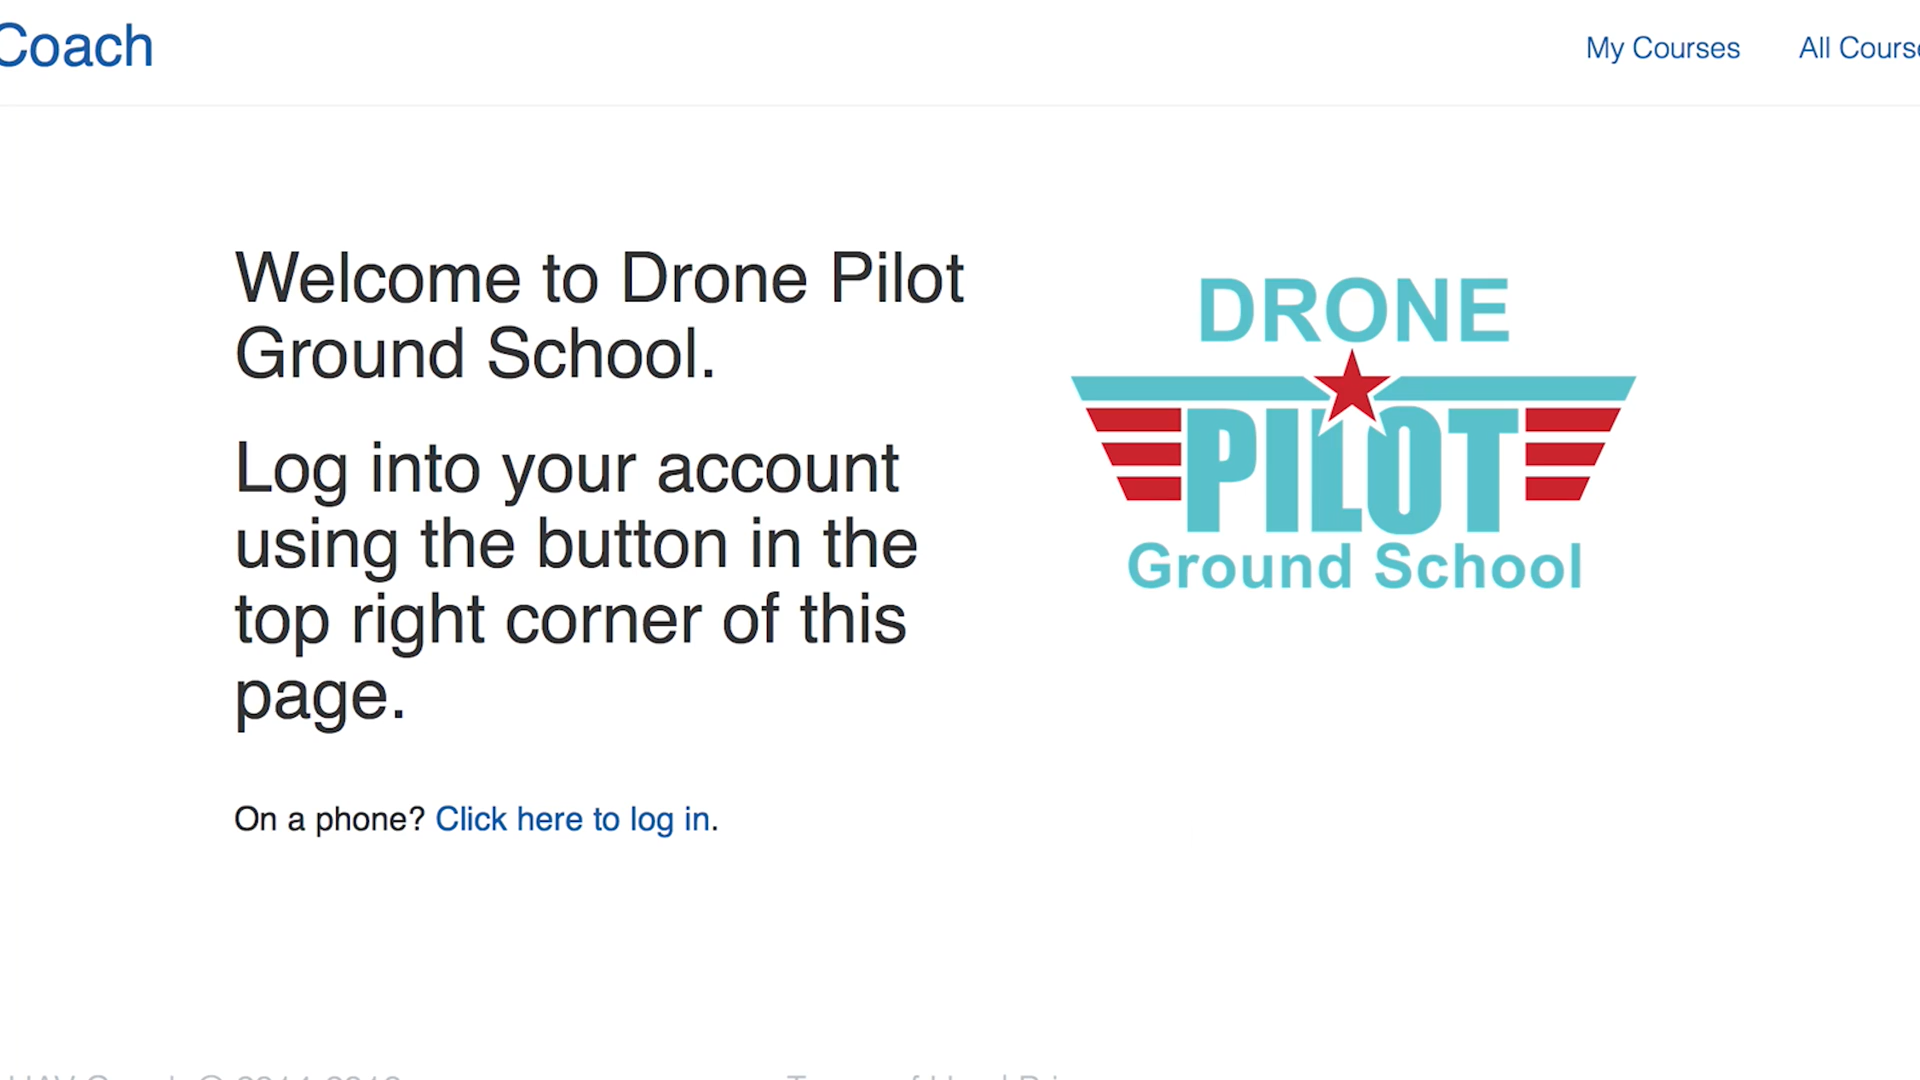 Coach
My Courses
All Cours
Welcome to Drone Pilot
Ground School.
Log into your account
using the button in the
top right corner of this
page.
On a phone? Click here to log in.
DRONE
PILOT
Ground School